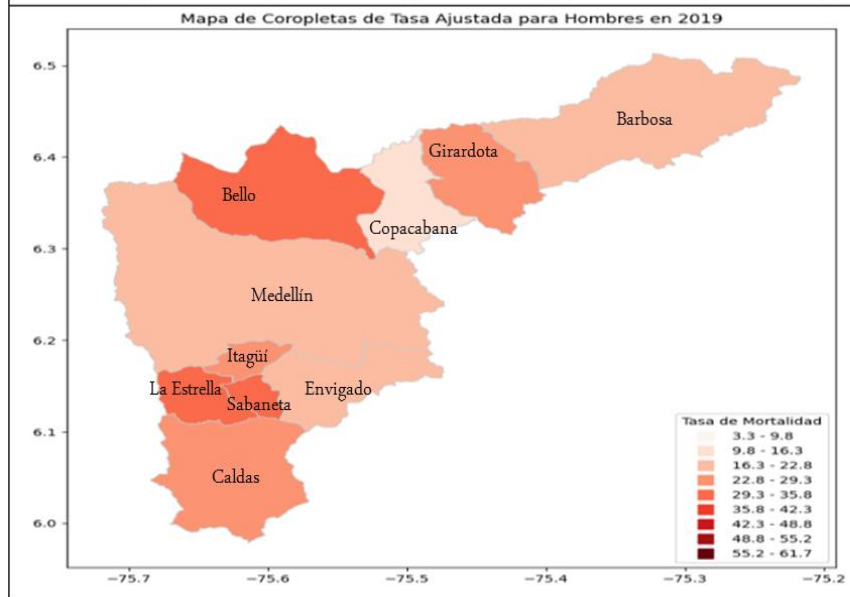 Mapa de Coropletas de Tasa Ajustada para Hombres en 2019
6.5
6.4
6.3
6.2
6.1
6.0
Barbosa
Girardota
Bello
Copacabana
Medellín
Itagüí
La Estrella
Envigado
Sabaneta
Caldas
Tasa de Mortalidad
3.3 - 9.8
9.8 - 16.3
16.3 - 22.8
22.8 - 29.3
29.3 - 35.8
35.8 - 42.3
42.3 - 48.8
48.8 - 55.2
55.2 - 61.7
−75.7 −75.6 −75.5 −75.4 −75.3 −75.2